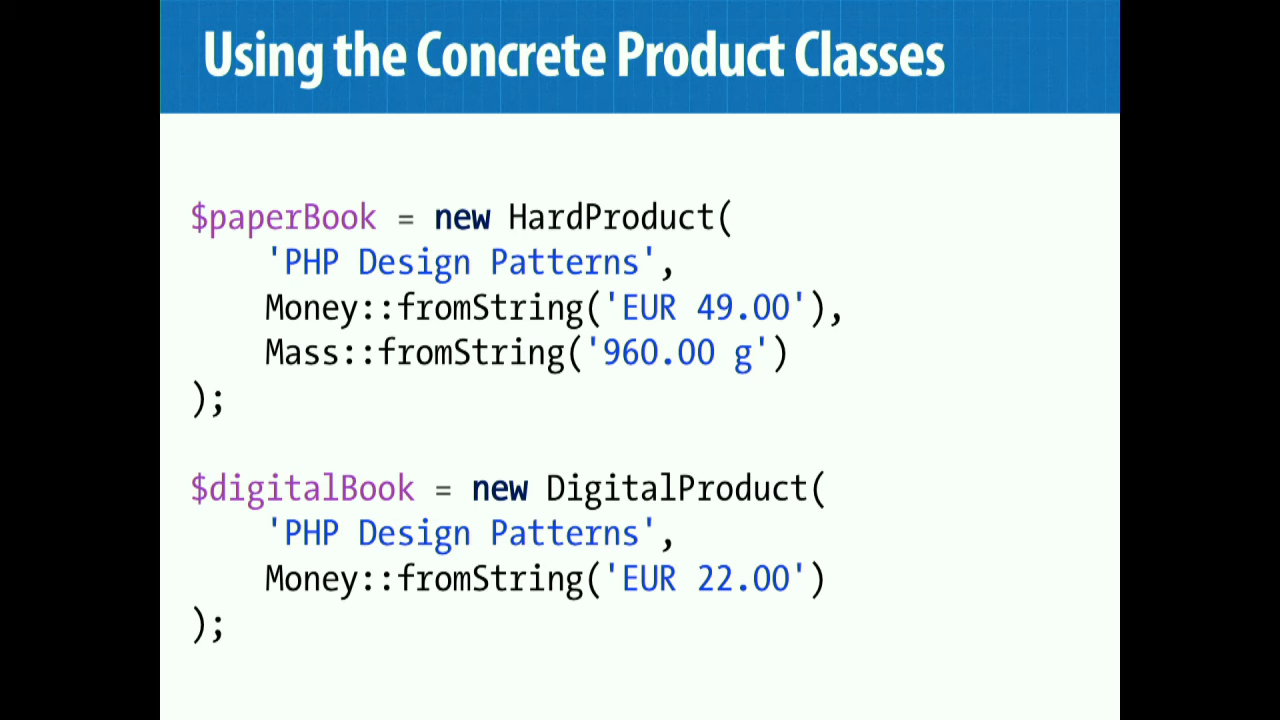 Using the Concrete Product Classes
$paperBook = new HardProduct(
    'PHP Design Patterns',
    Money::fromString('EUR 49.00'),
    Mass::fromString('960.00 g')
);
$digitalBook = new DigitalProduct(
    'PHP Design Patterns',
    Money::fromString('EUR 22.00')
);